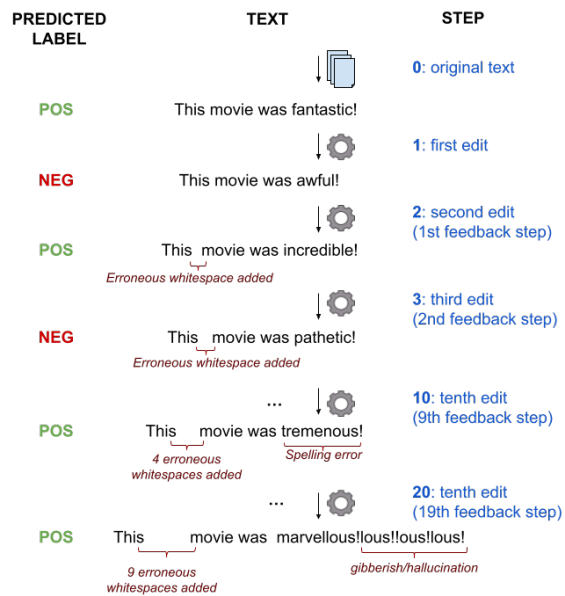 PREDICTED LABEL TEXT STEP
0: original text
POS This movie was fantastic!
1: first edit
NEG This movie was awful!
2: second edit
(1st feedback step)
POS This  movie was incredible!
Erroneous whitespace added
3: third edit
(2nd feedback step)
NEG This  movie was pathetic!
Erroneous whitespace added
... 10: tenth edit
(9th feedback step)
POS This    movie was tremenous!
4 erroneous whitespaces added Spelling error
... 20: tenth edit
(19th feedback step)
POS This         movie was  marvellous!lous!!ous!lous!
9 erroneous whitespaces added gibberish/hallucination